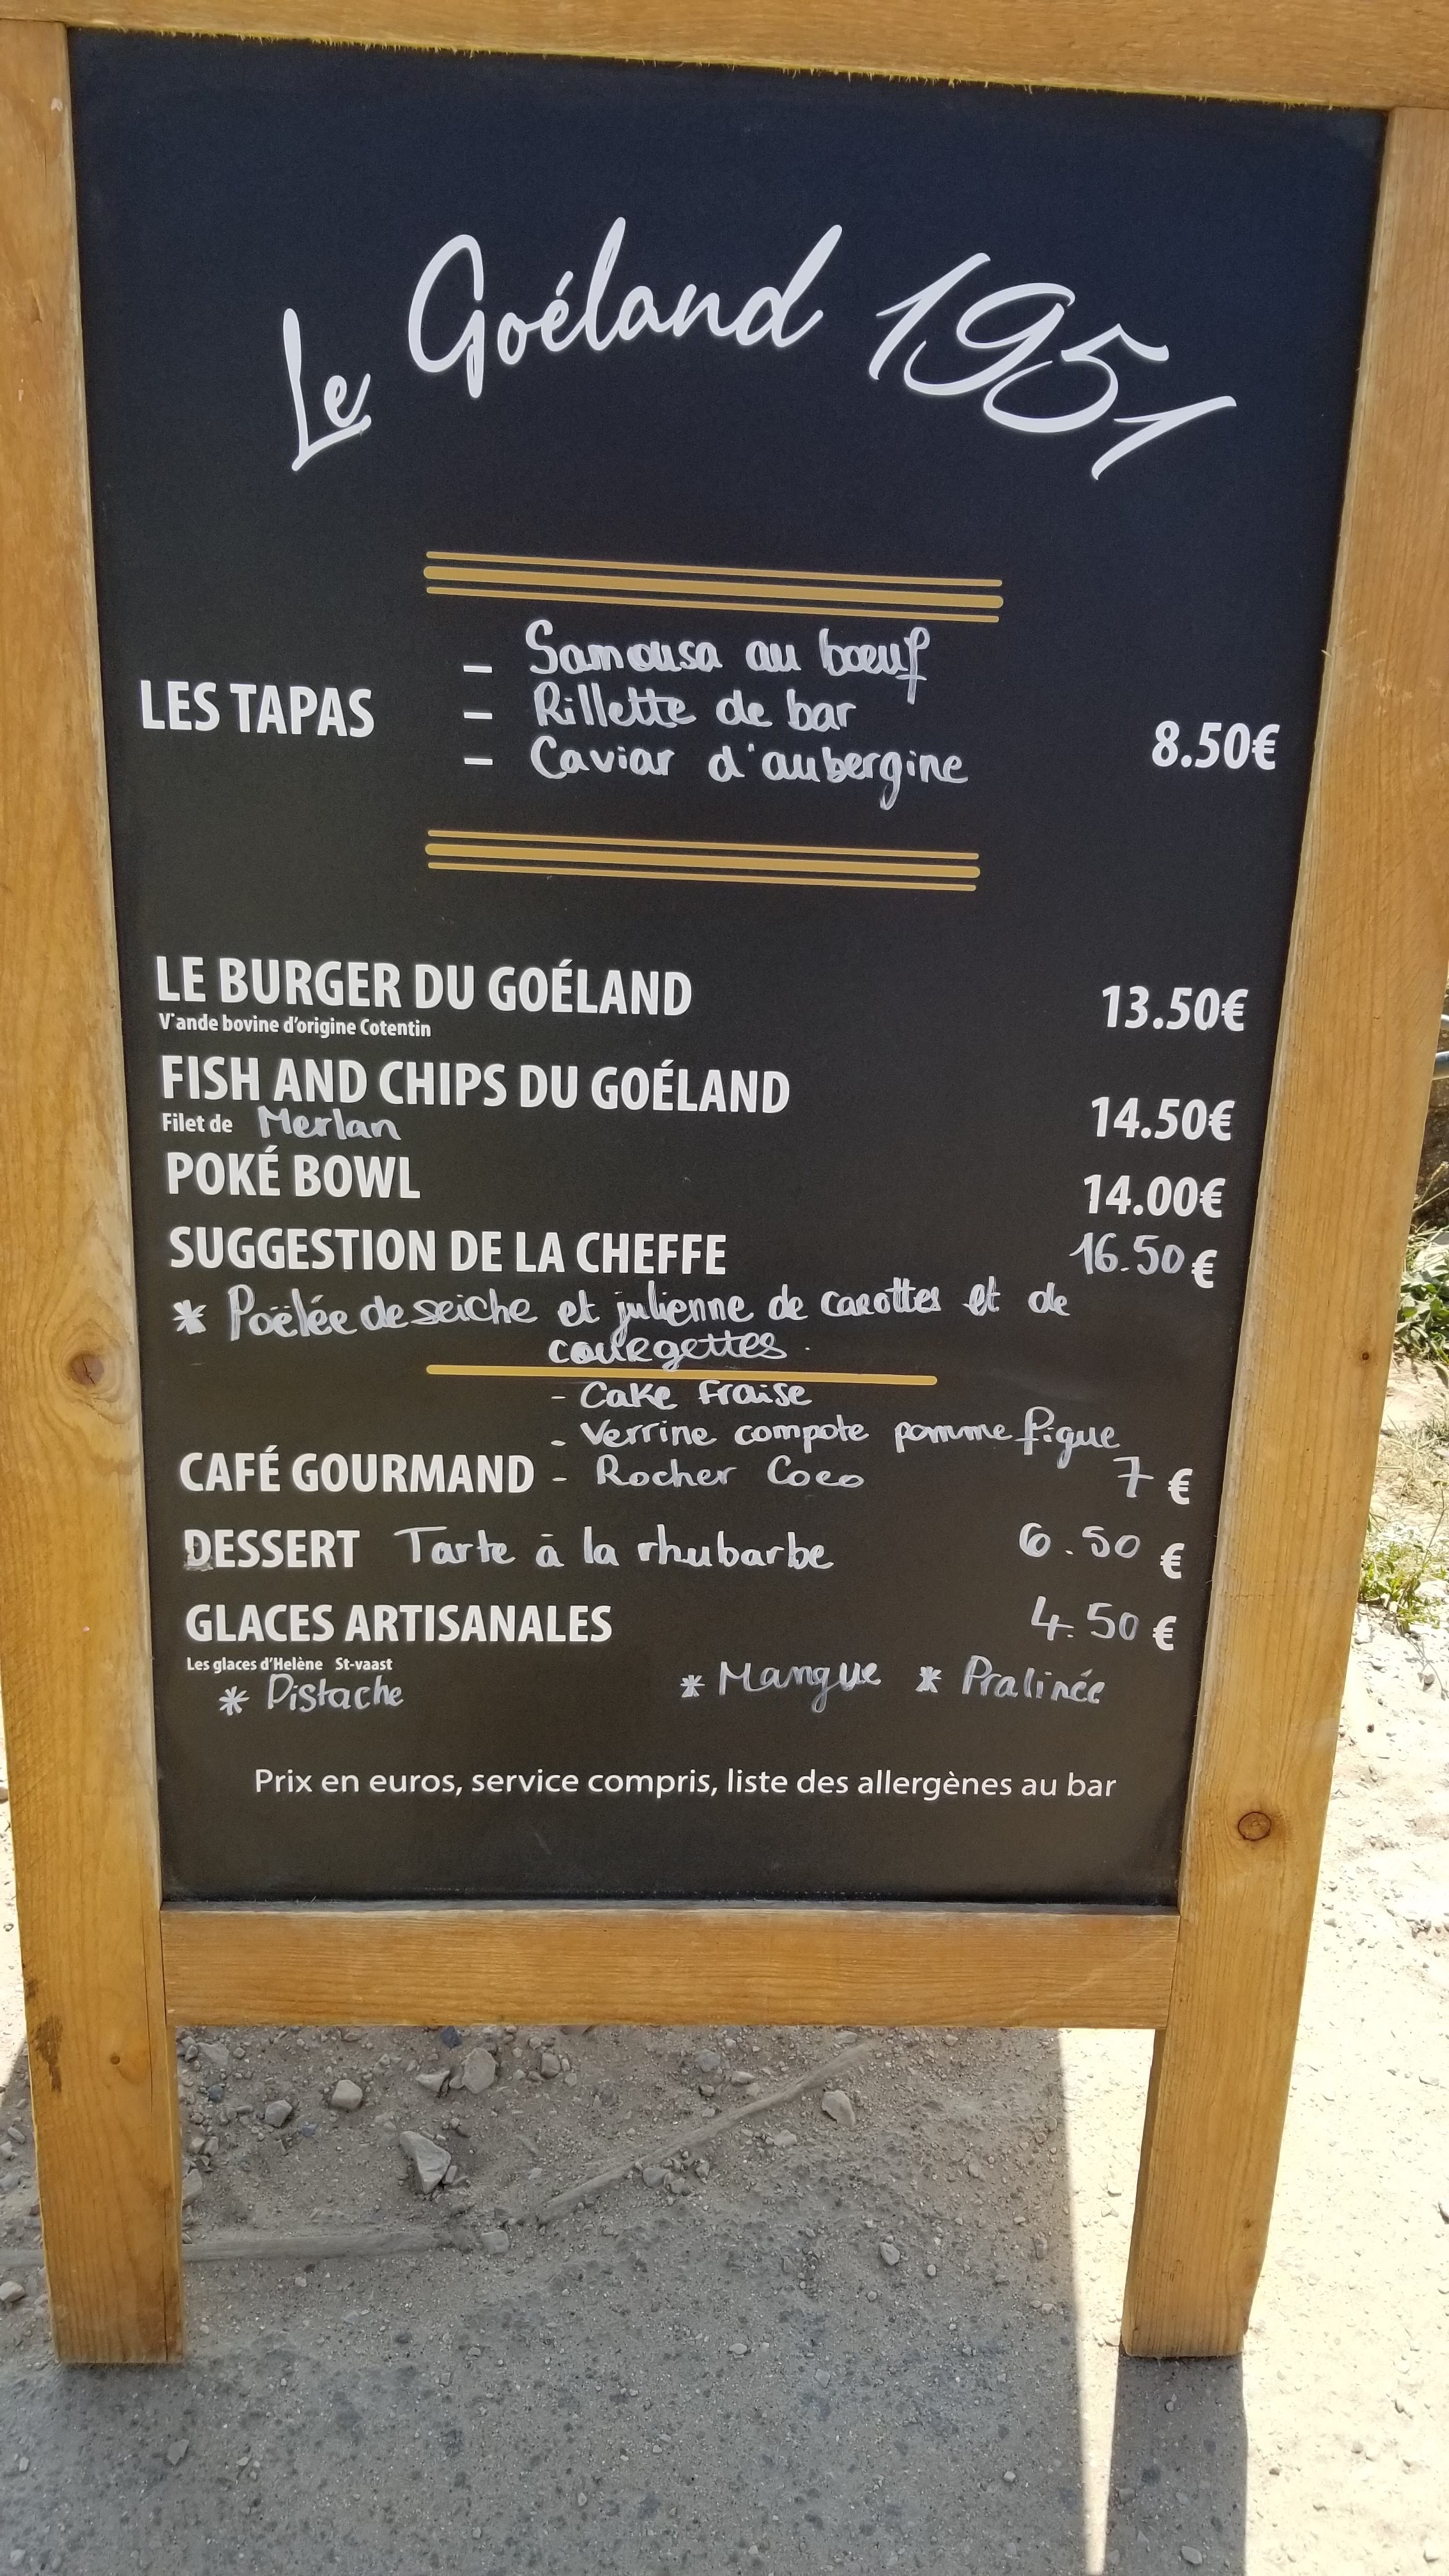 Le Goéland 1951
- Samousa au bœuf
LES TAPAS - Rillette de bar 8.50€
- Caviar d'aubergine
LE BURGER DU GOÉLAND 13.50€
V ande bovine d'origine Cotentin
FISH AND CHIPS DU GOÉLAND 14.50€
Filet de Merlan
POKÉ BOWL 14.00€
SUGGESTION DE LA CHEFFE 16.50 €
* Poëlée de seiche et julienne de carottes et de
courgettes.
- Cake Fraise
- Verrine compote pomme figue
CAFÉ GOURMAND - Rocher Coco 7 €
DESSERT Tarte à la rhubarbe 6.50 €
GLACES ARTISANALES 4.50 €
Les glaces d'Helène St-vaast
* Pistache * Mangue * Pralinée
Prix en euros, service compris, liste des allergènes au bar